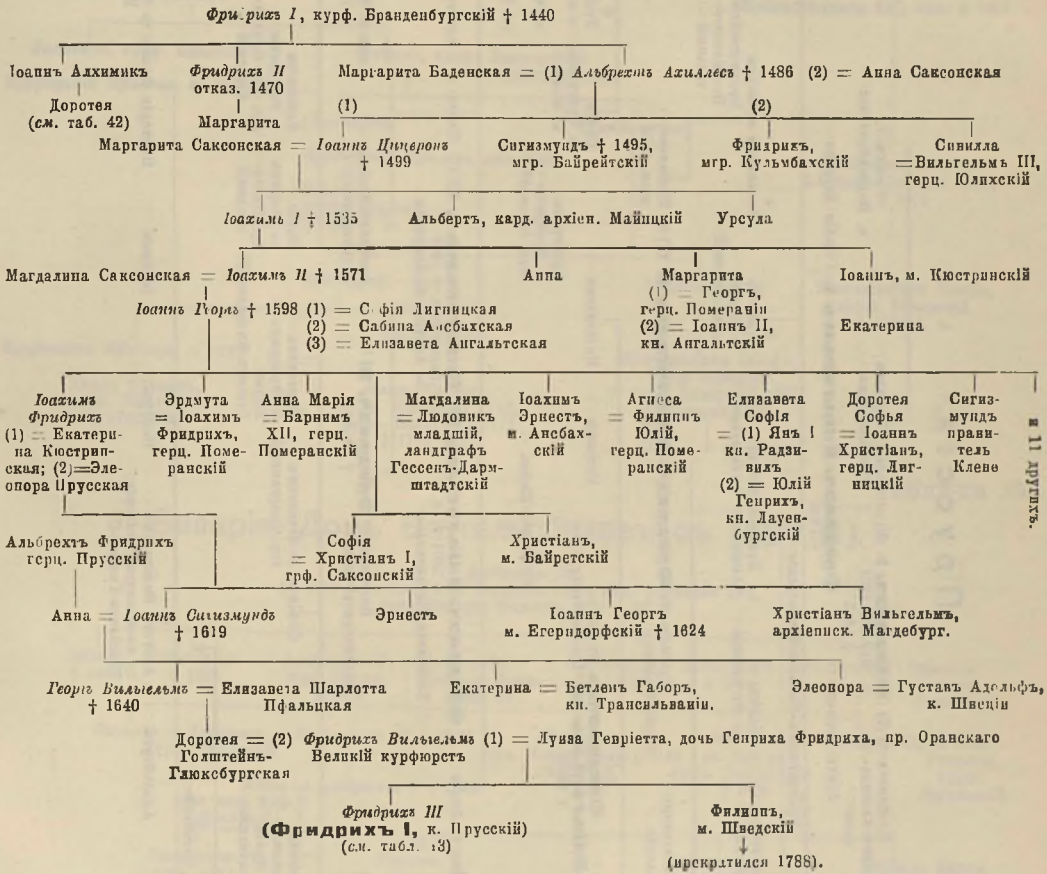 Фридрихъ I, курф. Бранденбургскій † 1440
Іоаннъ Алхимикъ
Доротея
(см. таб. 42)
Фридрихъ II
отказ. 1470
Маргарита
Маргарита Баденская = (1) Альбрехтъ Ахиллесъ † 1486 (2) = Анна Саксонская
(1)
(2)
Маргарита Саксонская = Іоаннъ Цицеронъ
† 1499
Сигизмундъ † 1495,
мгр. Байрейтскій
Фридрихъ,
мгр. Кульмбахскій
Сивилла
=Вильгельмъ III,
герц. Юлихскій
Іоахимъ I † 1535
Альбертъ, кард. архіеп. Майнцкій
Урсула
Магдалина Саксонская = Іоахимъ II † 1571
Анна
Маргарита
(1) = Георгъ,
герц. Помераніи
(2) = Іоаннъ II,
кн. Ангальтскій
Іоаннъ, м. Кюстринскій
Екатерина
Іоаннъ Георгъ † 1598 (1) = Софія Лигницкая
(2) = Сабина Ансбахская
(3) = Елизавета Ангальтская
Іоахимъ
Фридрихъ
(1) = Екатери-
на Кюстрин-
ская; (2)=Эле-
онора Прусская
Эрдмута
= Іоахимъ
Фридрихъ,
герц. Поме-
ранскій
Анна Марія
= Барнимъ
XII, герц.
Померанскій
Магдалина
= Людовикъ
младшій,
ландграфъ
Гессенъ-Дарм-
штадтскій
Іоахимъ
Эрнестъ,
м. Ансбах-
скій
Агнеса
= Филиппъ
Юлій,
герц. Поме-
ранскій
Елизавета
Софія
= (1) Янъ I
кн. Радзи-
вилъ
(2) = Юлій
Генрихъ,
кн. Лауен-
бургскій
Доротея
Софья
= Іоаннъ
Христіанъ,
герц. Лиг-
ницкій
Сигиз-
мундъ
прави-
тель
Клеве
и 11 другихъ.
Альбрехтъ Фридрихъ
герц. Прусскій
Софія
= Христіанъ I,
грф. Саксонскій
Христіанъ,
м. Байретскій
Анна = Іоаннъ Сигизмундъ
† 1619
Эрнестъ
Іоаннъ Георгъ
м. Егерндорфскій † 1624
Христіанъ Вильгельмъ,
архіеписк. Магдебург.
Георгъ Вильгельмъ = Елизавета Шарлотта
† 1640 Пфальцкая
Екатерина = Бетленъ Габоръ,
кн. Трансильваніи.
Элеонора = Густавъ Адольфъ,
к. Швеціи
Доротея = (2) Фридрихъ Вильгельмъ (1) = Луиза Генріетта, дочь Генриха Фридриха, пр. Оранскаго
Голштейнъ- Великій курфюрстъ
Глюксбургская
Фридрихъ III
(Фридрихъ I, к. Прусскій)
(см. табл. 13)
Филиппъ,
м. Шведскій
(прекратился 1788).